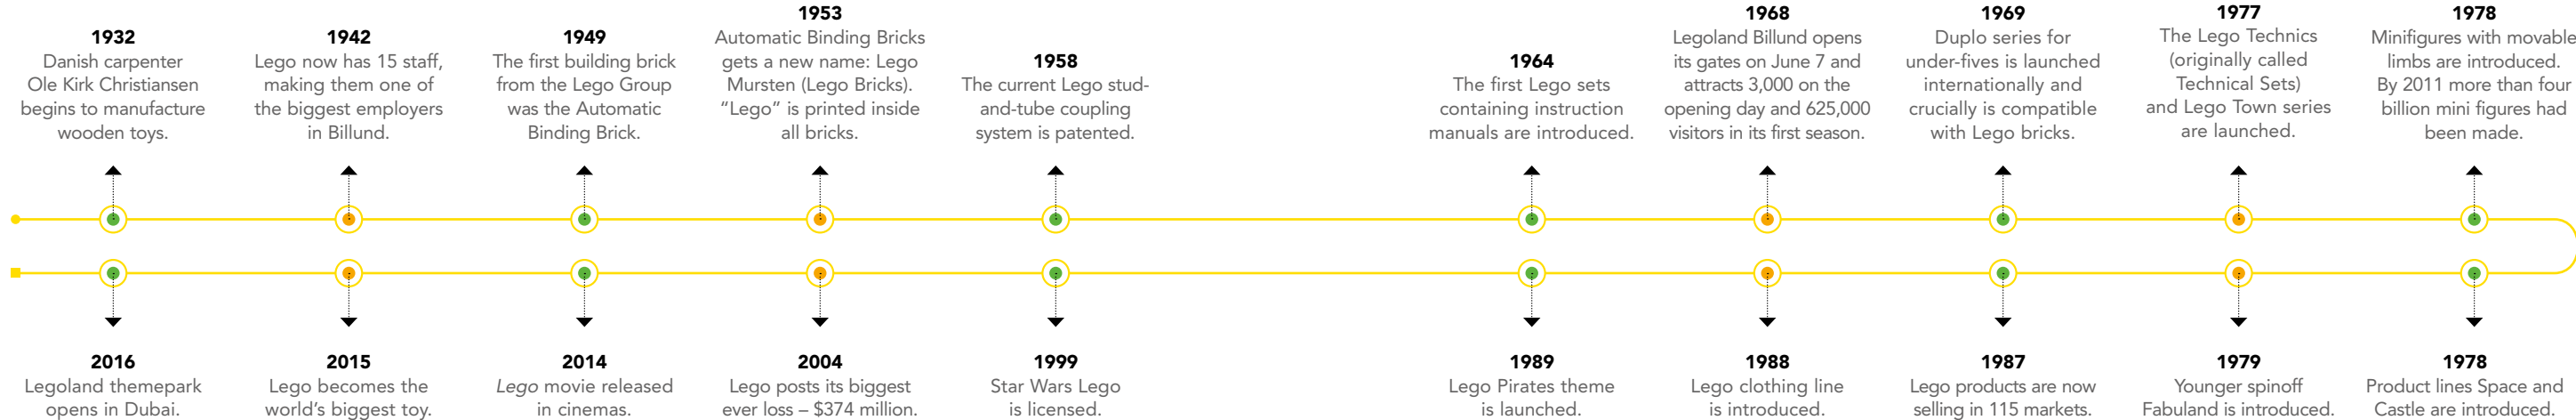 1932
Danish carpenter
Ole Kirk Christiansen
begins to manufacture
wooden toys.
1942
Lego now has 15 staff,
making them one of
the biggest employers
in Billund.
1949
The first building brick
from the Lego Group
was the Automatic
Binding Brick.
1953
Automatic Binding Bricks
gets a new name: Lego
Mursten (Lego Bricks).
“Lego” is printed inside
all bricks.
1958
The current Lego stud-
and-tube coupling
system is patented.
1964
The first Lego sets
containing instruction
manuals are introduced.
1968
Legoland Billund opens
its gates on June 7 and
attracts 3,000 on the
opening day and 625,000
visitors in its first season.
1969
Duplo series for
under-fives is launched
internationally and
crucially is compatible
with Lego bricks.
1977
The Lego Technics
(originally called
Technical Sets)
and Lego Town series
are launched.
1978
Minifigures with movable
limbs are introduced.
By 2011 more than four
billion mini figures had
been made.
2016
Legoland themepark
opens in Dubai.
2015
Lego becomes the
world’s biggest toy.
2014
Lego movie released
in cinemas.
2004
Lego posts its biggest
ever loss – $374 million.
1999
Star Wars Lego
is licensed.
1989
Lego Pirates theme
is launched.
1988
Lego clothing line
is introduced.
1987
Lego products are now
selling in 115 markets.
1979
Younger spinoff
Fabuland is introduced.
1978
Product lines Space and
Castle are introduced.